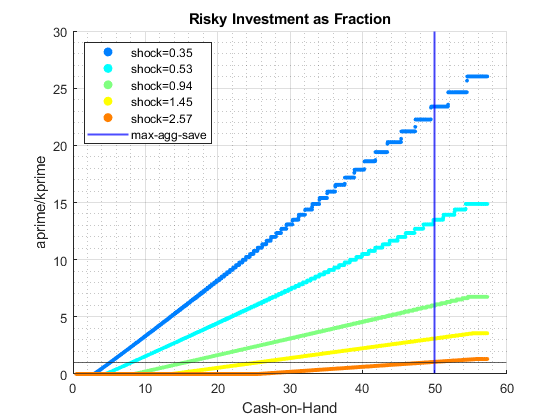 Risky Investment as Fraction
30
25
20
15
10
5
0
aprime/kprime
shock=0.35
shock=0.53
shock=0.94
shock=1.45
shock=2.57
max-agg-save
0 10 20 30 40 50 60
Cash-on-Hand